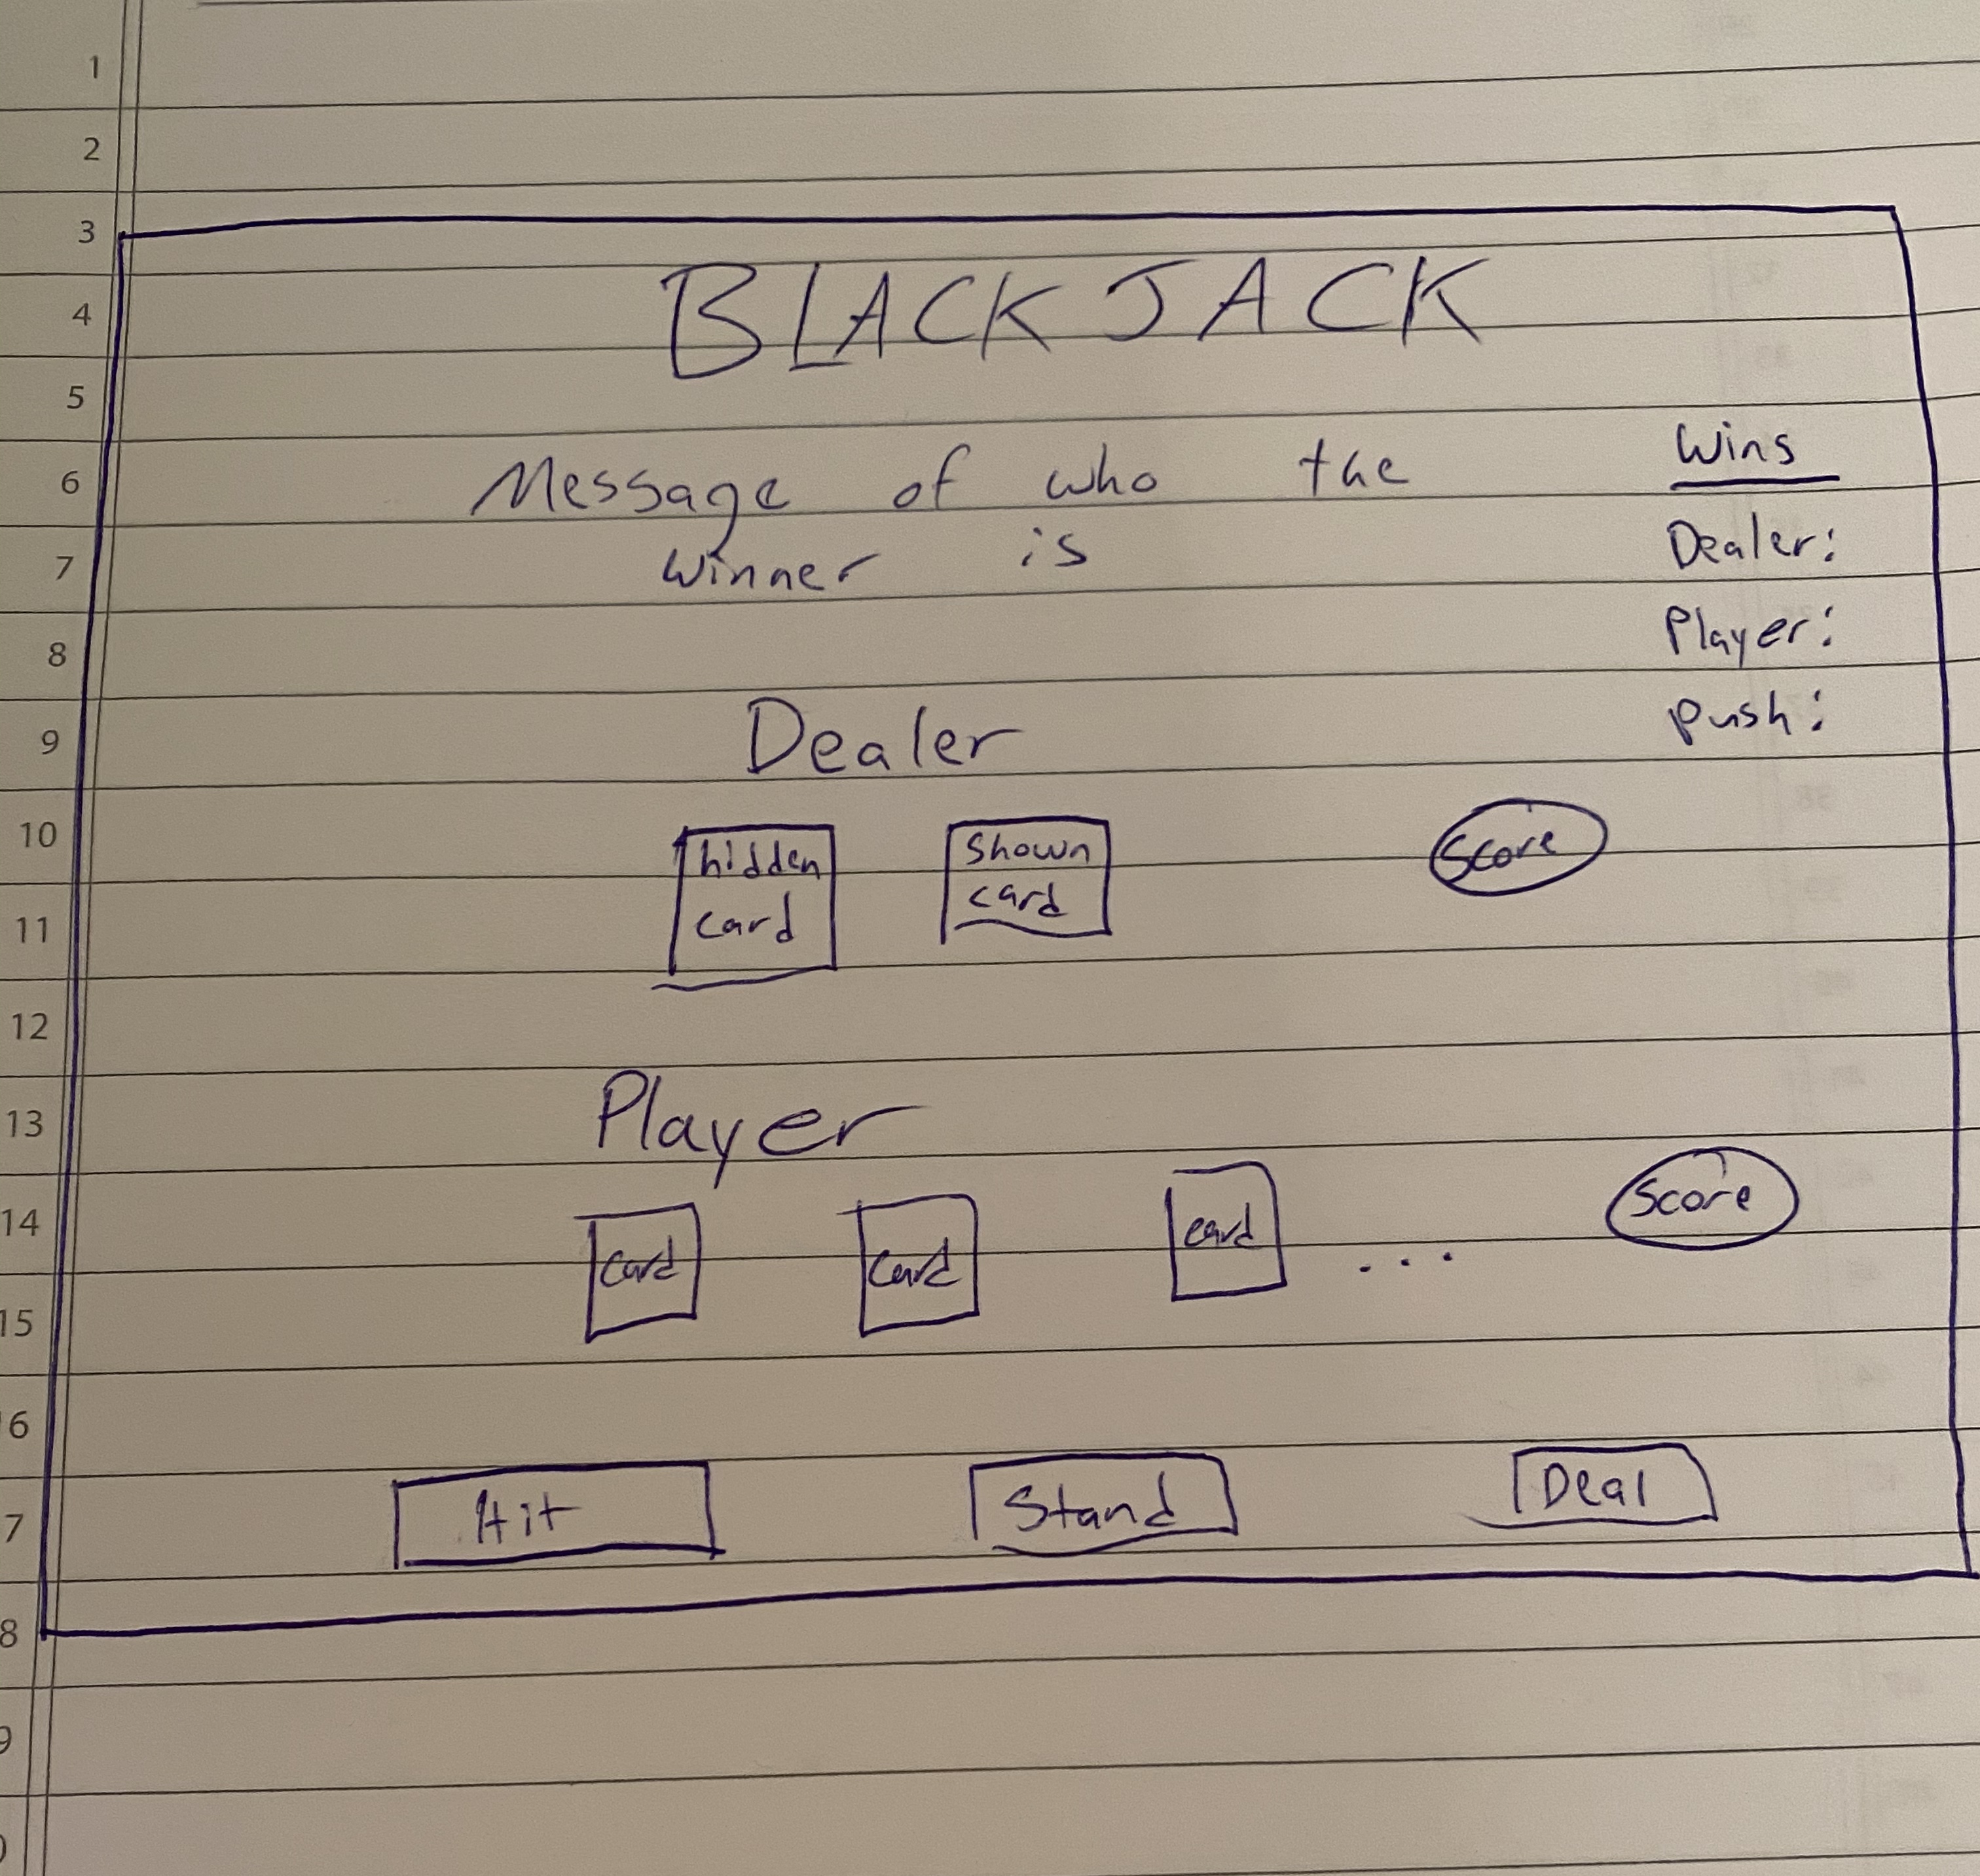 1
2
3
4
5
6
7
8
9
10
11
12
13
14
15
6
7
8
9
BLACK JACK
Message of who the
winner is
Wins
Dealer:
Player:
push:
Dealer
hidden
card
shown
card
Score
Player
card
card
card
...
Score
Hit
Stand
Deal